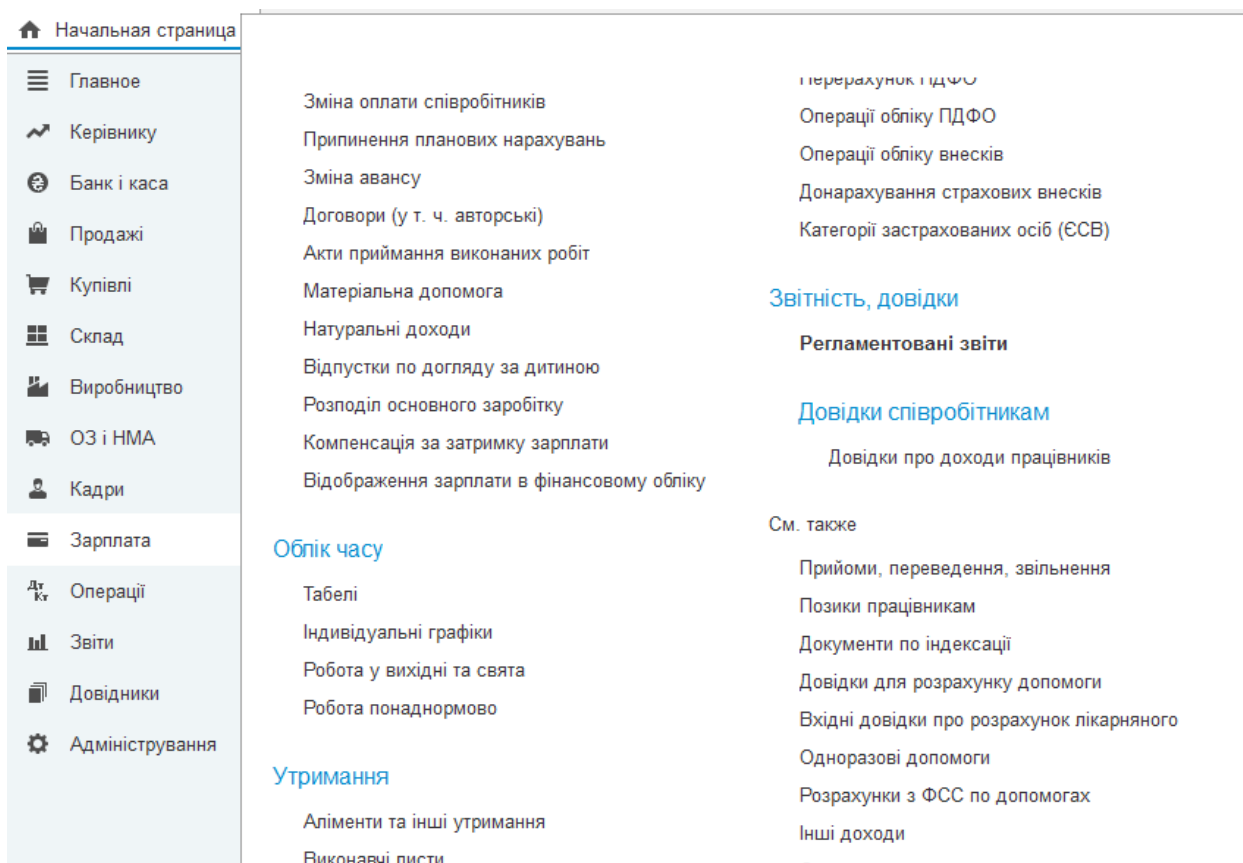 Начальная страница
Главное
Керівнику
Банк і каса
Продажі
Купівлі
Склад
Виробництво
ОЗ і НМА
Кадри
Зарплата
Дт
Кт
Операції
Звіти
Довідники
Адміністрування
Зміна оплати співробітників
Припинення планових нарахувань
Зміна авансу
Договори (у т. ч. авторські)
Акти приймання виконаних робіт
Матеріальна допомога
Натуральні доходи
Відпустки по догляду за дитиною
Розподіл основного заробітку
Компенсація за затримку зарплати
Відображення зарплати в фінансовому обліку
Облік часу
Табелі
Індивідуальні графіки
Робота у вихідні та свята
Робота понаднормово
Утримання
Аліменти та інші утримання
Виконавчі листи
Перерахунок ПДФО
Операції обліку ПДФО
Операції обліку внесків
Донарахування страхових внесків
Категорії застрахованих осіб (ЄСВ)
Звітність, довідки
Регламентовані звіти
Довідки співробітникам
Довідки про доходи працівників
См. также
Прийоми, переведення, звільнення
Позики працівникам
Документи по індексації
Довідки для розрахунку допомоги
Вхідні довідки про розрахунок лікарняного
Одноразові допомоги
Розрахунки з ФСС по допомогах
Інші доходи